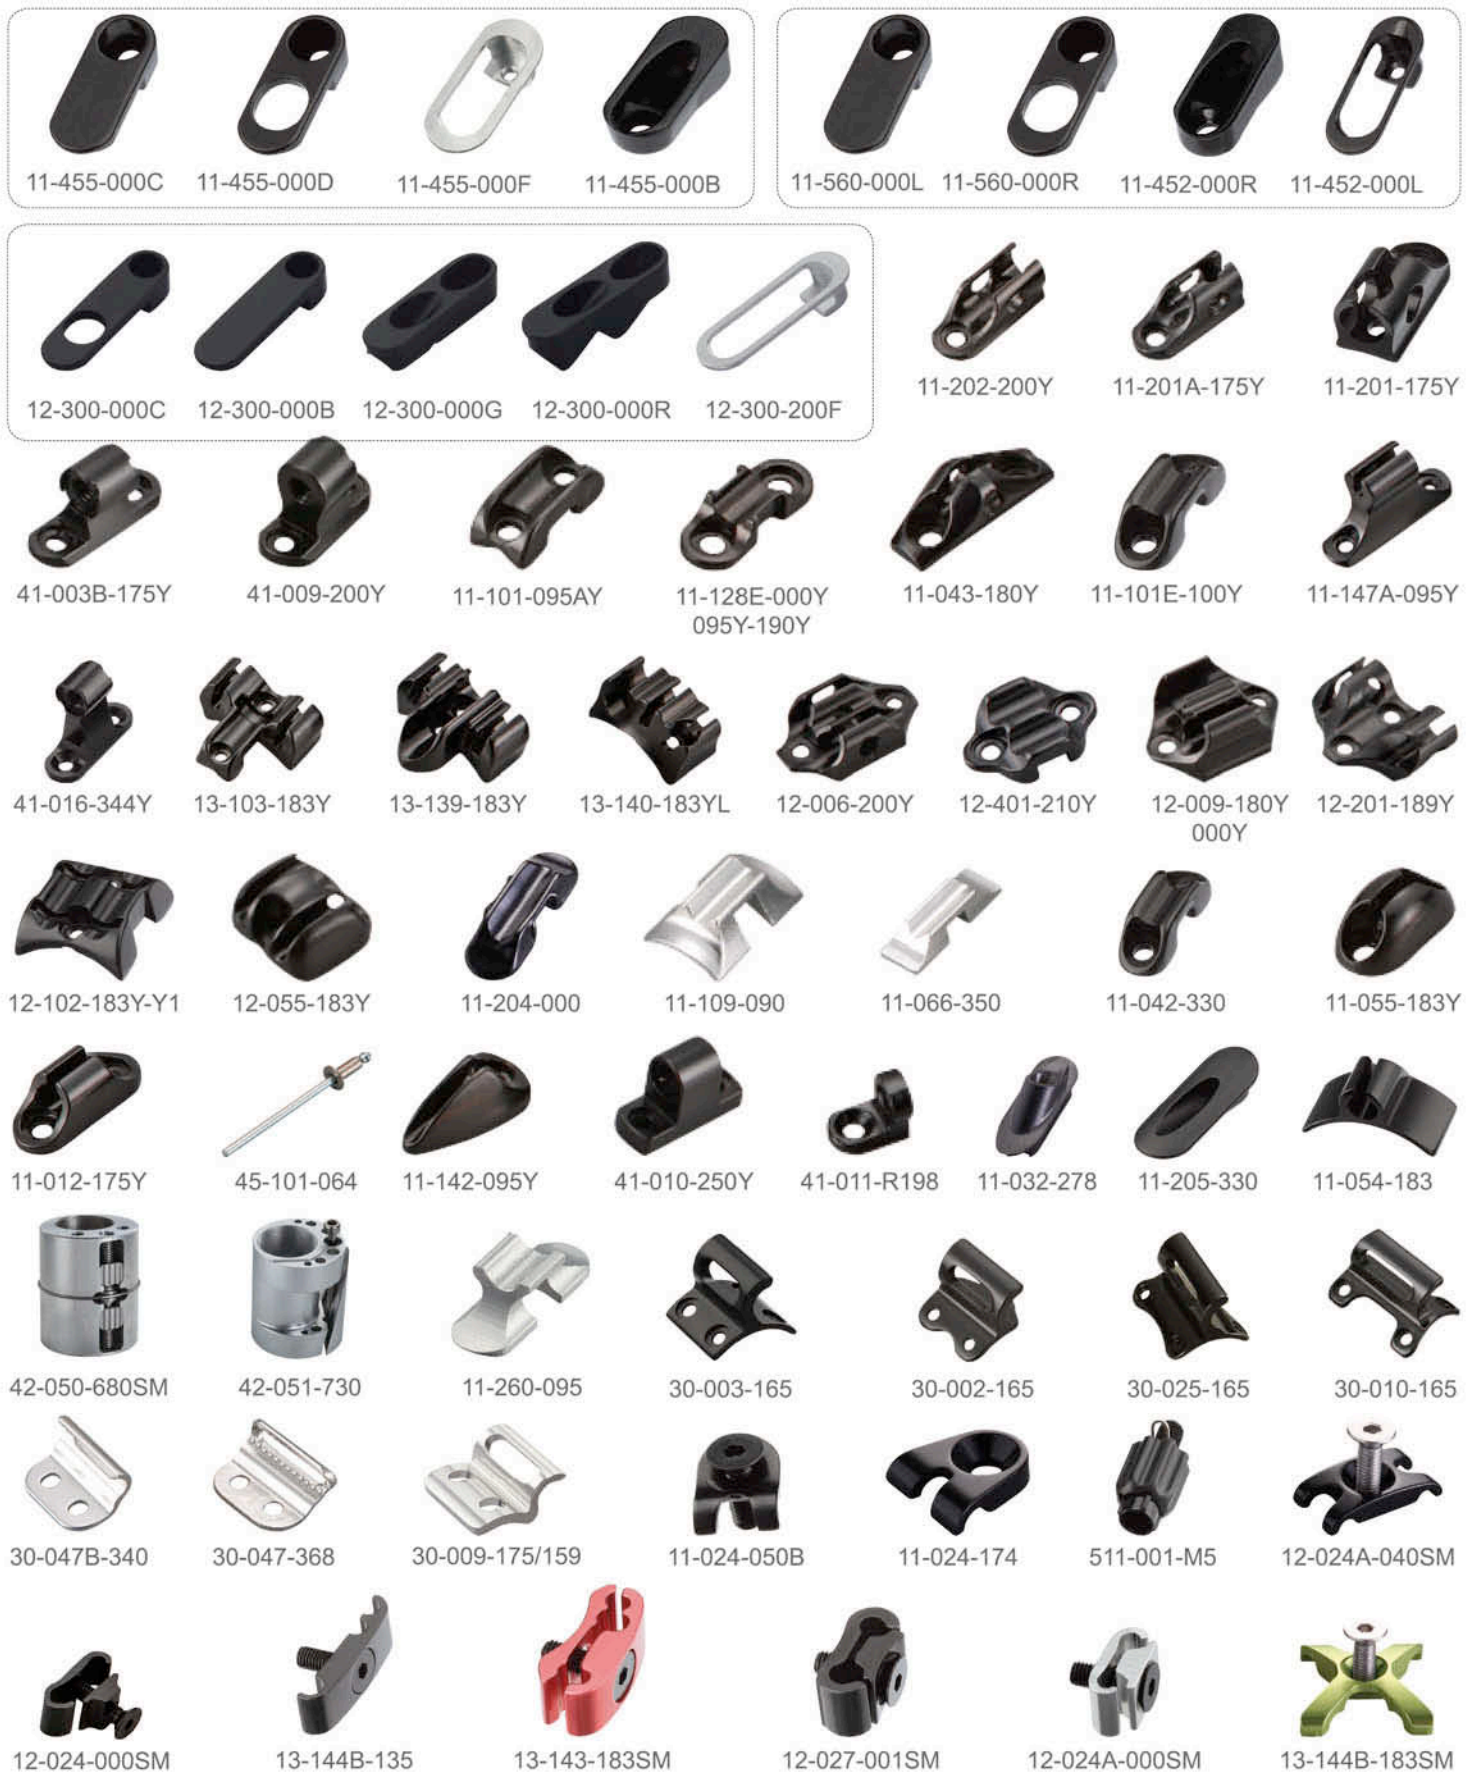 11-455-000C 11-455-000D 11-455-000F 11-455-000B 11-560-000L 11-560-000R 11-452-000R 11-452-000L
12-300-000C 12-300-000B 12-300-000G 12-300-000R 12-300-200F 11-202-200Y 11-201A-175Y 11-201-175Y
41-003B-175Y 41-009-200Y 11-101-095AY 11-128E-000Y 11-043-180Y 11-101E-100Y 11-147A-095Y
095Y-190Y
41-016-344Y 13-103-183Y 13-139-183Y 13-140-183YL 12-006-200Y 12-401-210Y 12-009-180Y 12-201-189Y
000Y
12-102-183Y-Y1 12-055-183Y 11-204-000 11-109-090 11-066-350 11-042-330 11-055-183Y
11-012-175Y 45-101-064 11-142-095Y 41-010-250Y 41-011-R198 11-032-278 11-205-330 11-054-183
42-050-680SM 42-051-730 11-260-095 30-003-165 30-002-165 30-025-165 30-010-165
30-047B-340 30-047-368 30-009-175/159 11-024-050B 11-024-174 511-001-M5 12-024A-040SM
12-024-000SM 13-144B-135 13-143-183SM 12-027-001SM 12-024A-000SM 13-144B-183SM